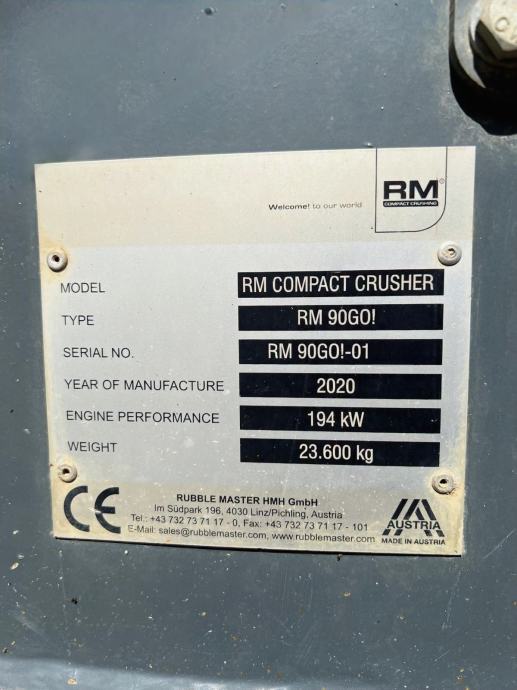 Welcome! to our world
RM®
COMPACT CRUSHING
MODEL RM COMPACT CRUSHER
TYPE RM 90GO!
SERIAL NO. RM 90GO!-01
YEAR OF MANUFACTURE 2020
ENGINE PERFORMANCE 194 kW
WEIGHT 23.600 kg
CE
RUBBLE MASTER HMH GmbH
Im Südpark 196, 4030 Linz/Pichling, Austria
Tel.: +43 732 73 71 17 - 0, Fax: +43 732 73 71 17 - 101
E-Mail: sales@rubblemaster.com, www.rubblemaster.com
AUSTRIA
MADE IN AUSTRIA